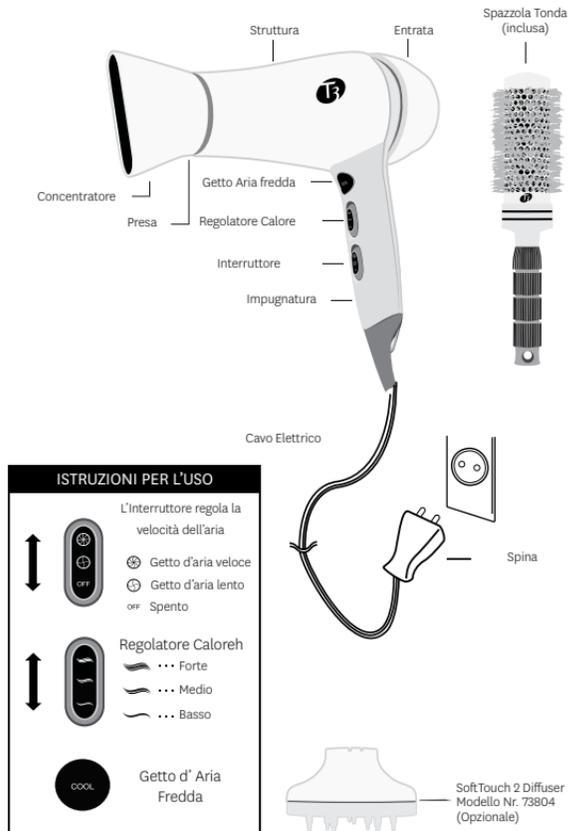 Struttura
Entrata
Spazzola Tonda
(inclusa)
T3
Concentratore
Presa
Getto Aria fredda
Regolatore Calore
Interruttore
Impugnatura
T3
Cavo Elettrico
Spina
ISTRUZIONI PER L'USO
L'Interruttore regola la
velocità dell'aria
Getto d'aria veloce
Getto d'aria lento
OFF
OFF Spento
Regolatore Caloreh
••• Forte
••• Medio
••• Basso
COOL
Getto d' Aria
Fredda
SoftTouch 2 Diffuser
Modello Nr. 73804
(Opzionale)